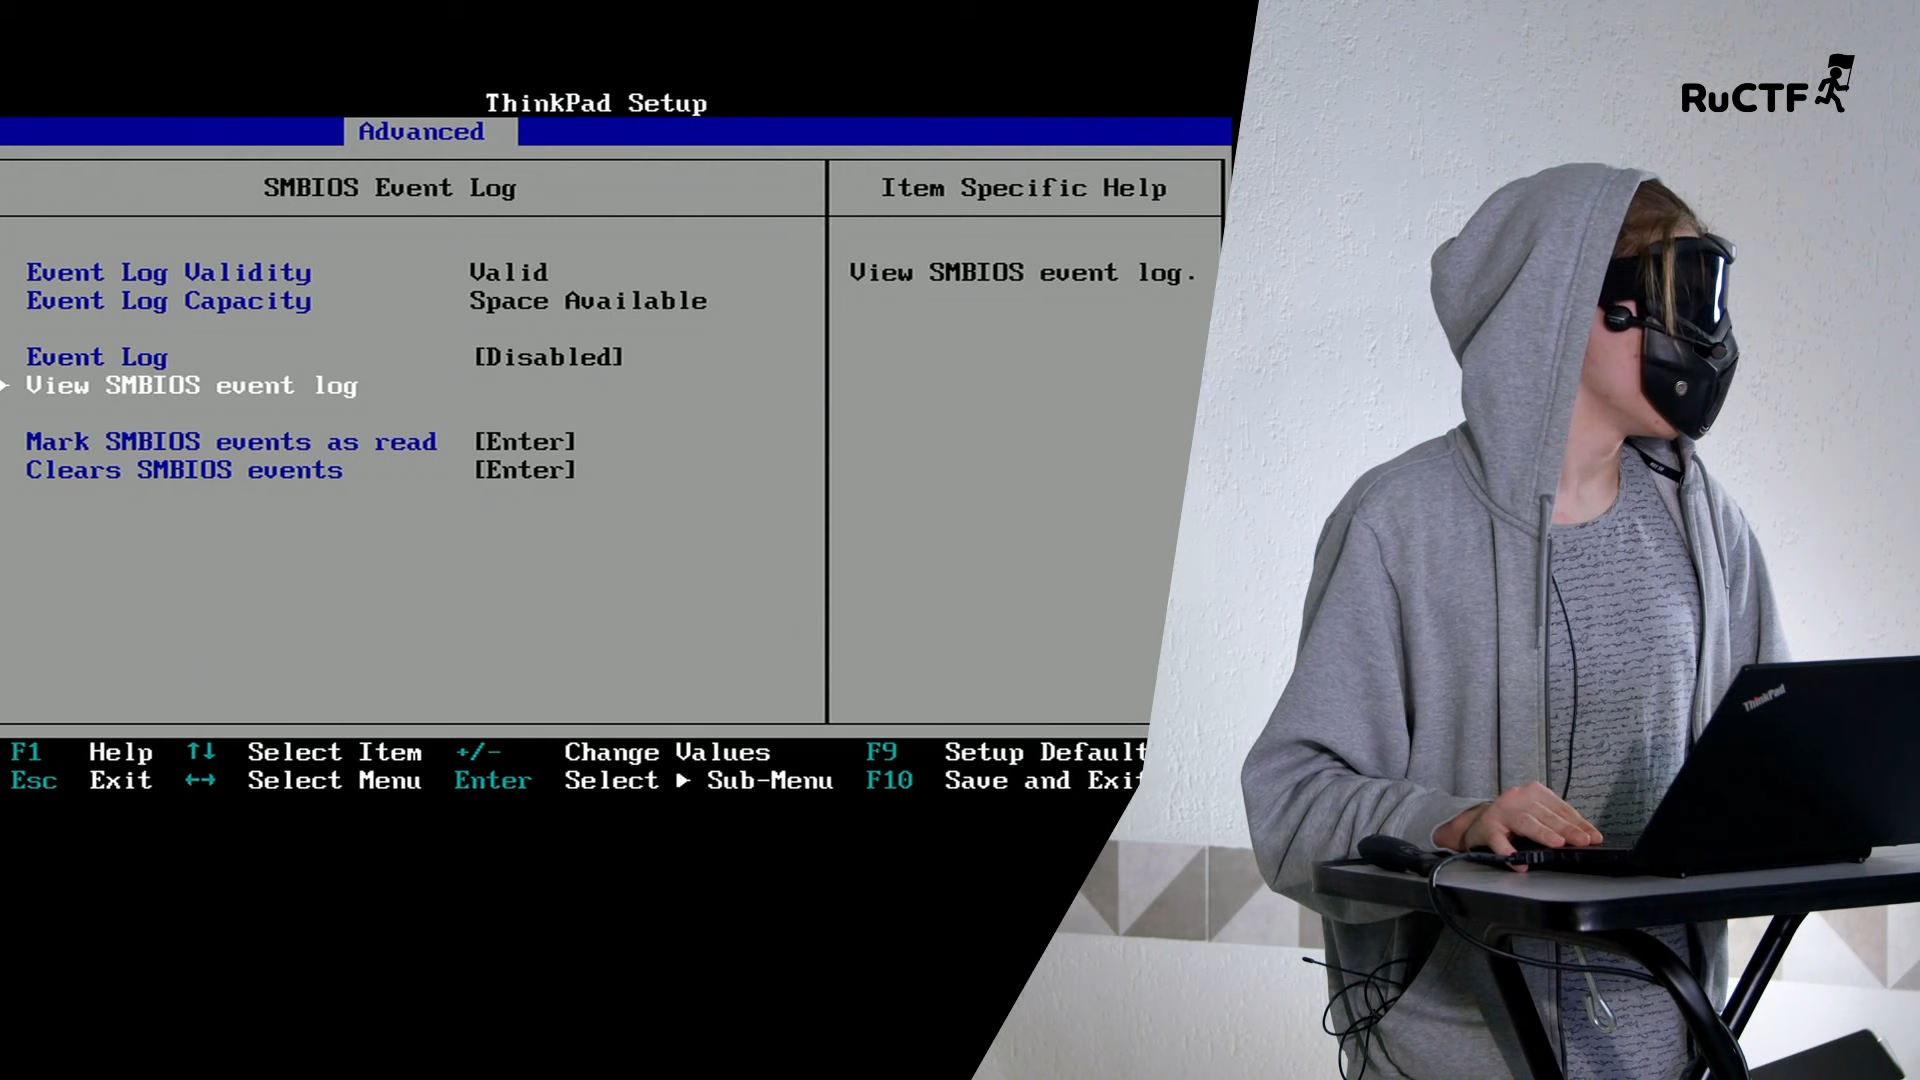 ThinkPad Setup
Advanced
SMBIOS Event Log
Event Log Validity Valid
Event Log Capacity Space Available
Event Log [Disabled]
View SMBIOS event log
Mark SMBIOS events as read [Enter]
Clears SMBIOS events [Enter]
Item Specific Help
View SMBIOS event log.
F1 Help ↑↓ Select Item +/- Change Values F9 Setup Default
Esc Exit ←→ Select Menu Enter Select ▶ Sub-Menu F10 Save and Exit
RuCTF
ThinkPad